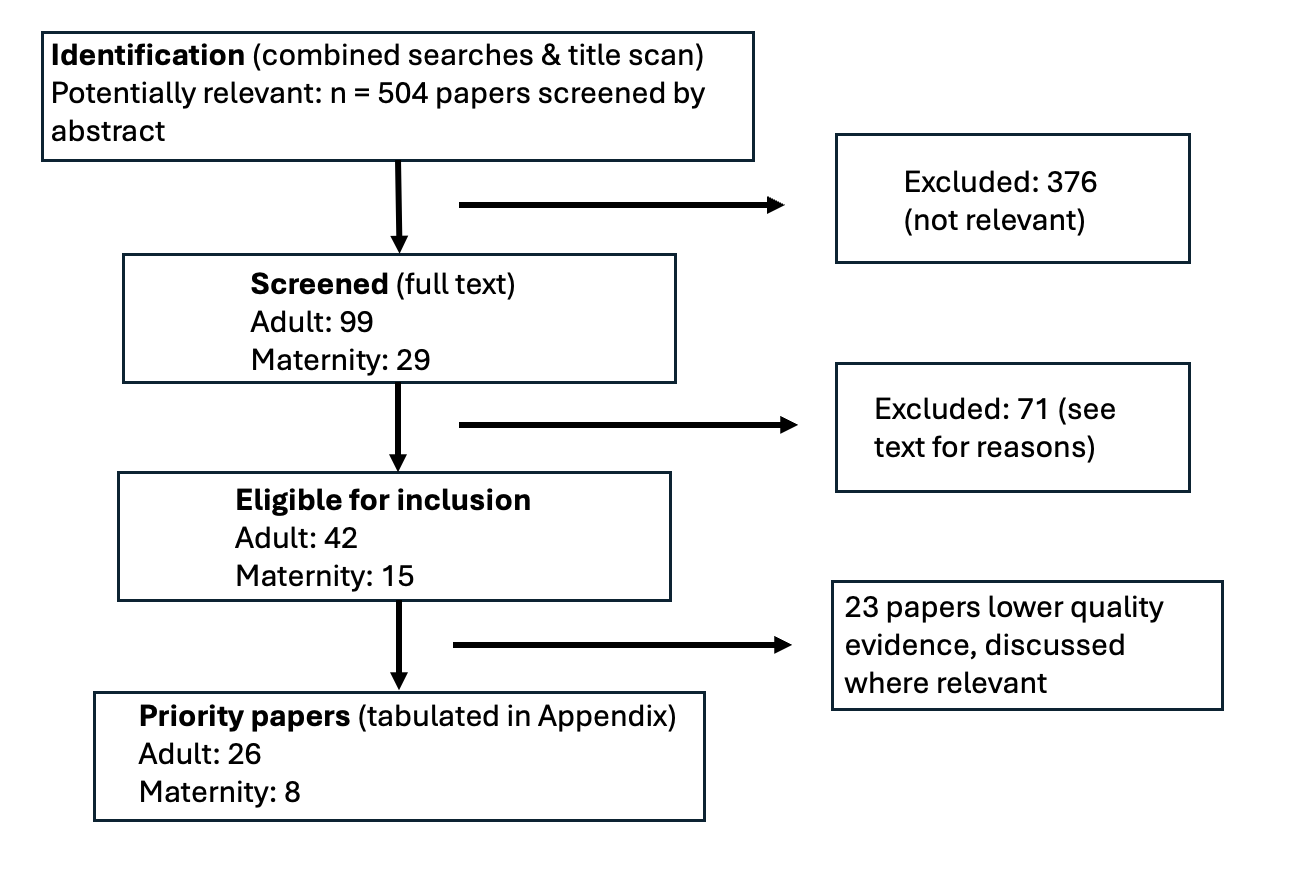 Identification (combined searches & title scan)
Potentially relevant: n = 504 papers screened by
abstract
Excluded: 376
(not relevant)
Screened (full text)
Adult: 99
Maternity: 29
Excluded: 71 (see
text for reasons)
Eligible for inclusion
Adult: 42
Maternity: 15
23 papers lower quality
evidence, discussed
where relevant
Priority papers (tabulated in Appendix)
Adult: 26
Maternity: 8